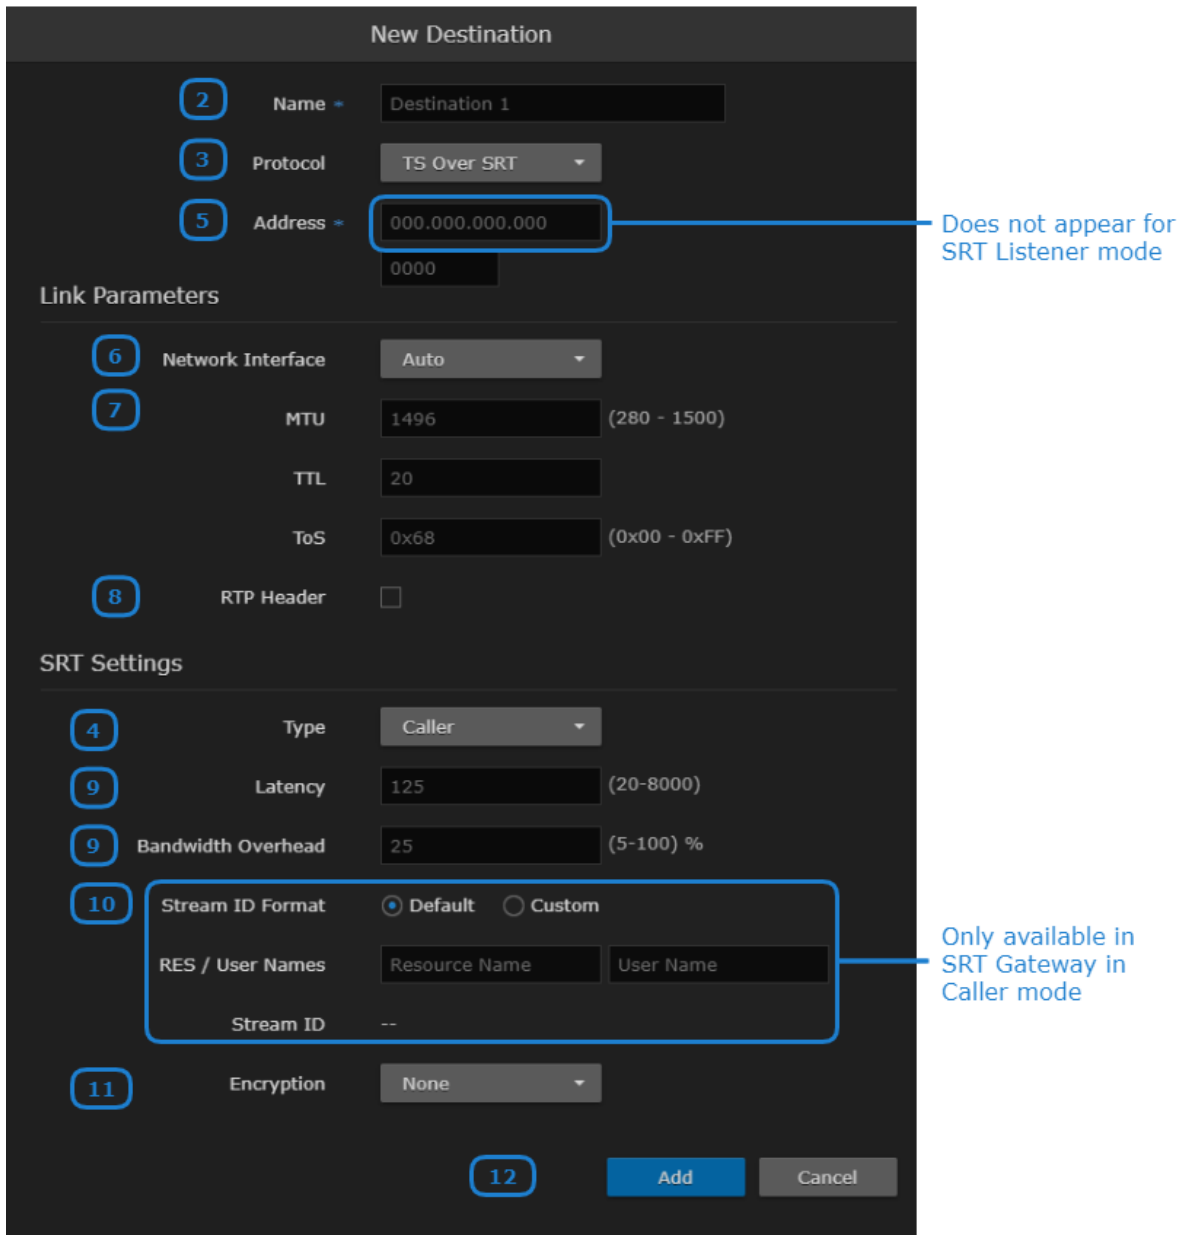 New Destination
2 Name * Destination 1
3 Protocol TS Over SRT
5 Address * 000.000.000.000
Does not appear for
SRT Listener mode
0000
Link Parameters
6 Network Interface Auto
7 MTU 1496 (280 - 1500)
TTL 20
ToS 0x68 (0x00 - 0xFF)
8 RTP Header
SRT Settings
4 Type Caller
9 Latency 125 (20-8000)
9 Bandwidth Overhead 25 (5-100) %
10 Stream ID Format Default Custom
RES / User Names Resource Name User Name
Only available in
SRT Gateway in
Caller mode
Stream ID --
11 Encryption None
12 Add Cancel